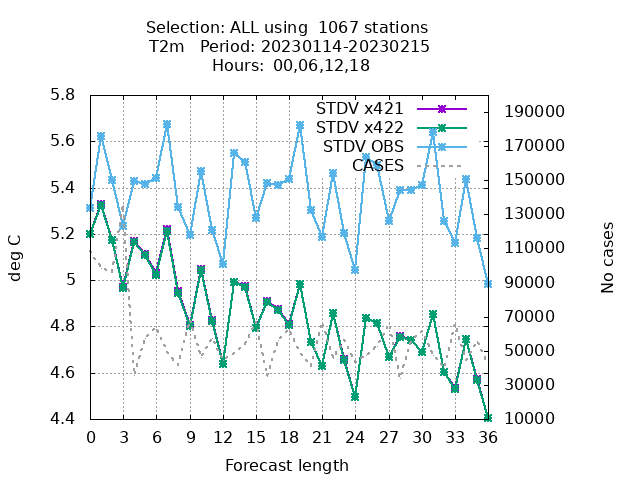 Selection: ALL using  1067 stations
T2m   Period: 20230114-20230215
Hours:  00,06,12,18
STDV x421
STDV x422
STDV OBS
CASES
deg C
5.8
5.6
5.4
5.2
5
4.8
4.6
4.4
190000
170000
150000
130000
110000
90000
70000
50000
30000
10000
No cases
0 3 6 9 12 15 18 21 24 27 30 33 36
Forecast length